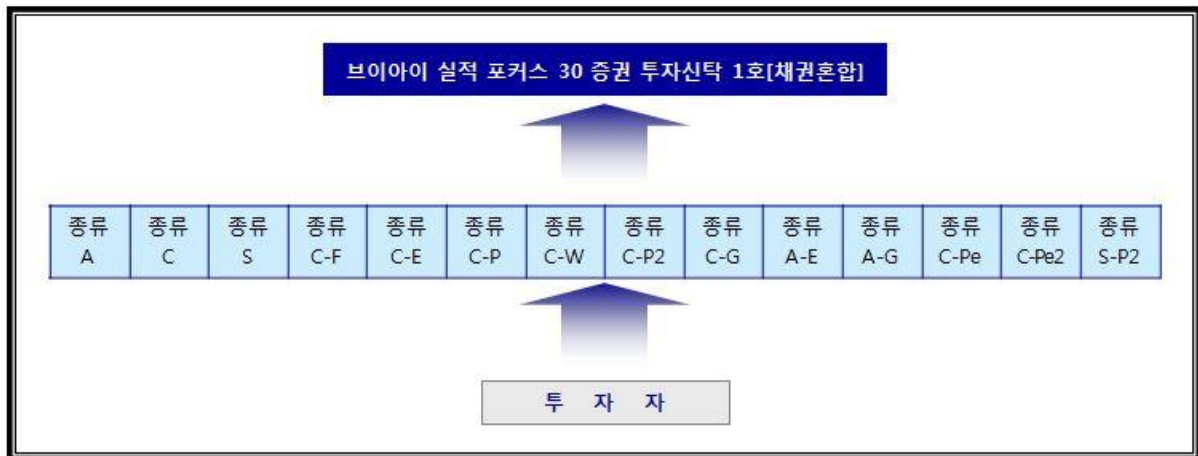 브이아이 실적 포커스 30 증권 투자신탁 1호[채권혼합]
종류 종류 종류 종류 종류 종류 종류 종류 종류 종류 종류 종류 종류 종류
A C S C-F C-E C-P C-W C-P2 C-G A-E A-G C-Pe C-Pe2 S-P2
투 자 자